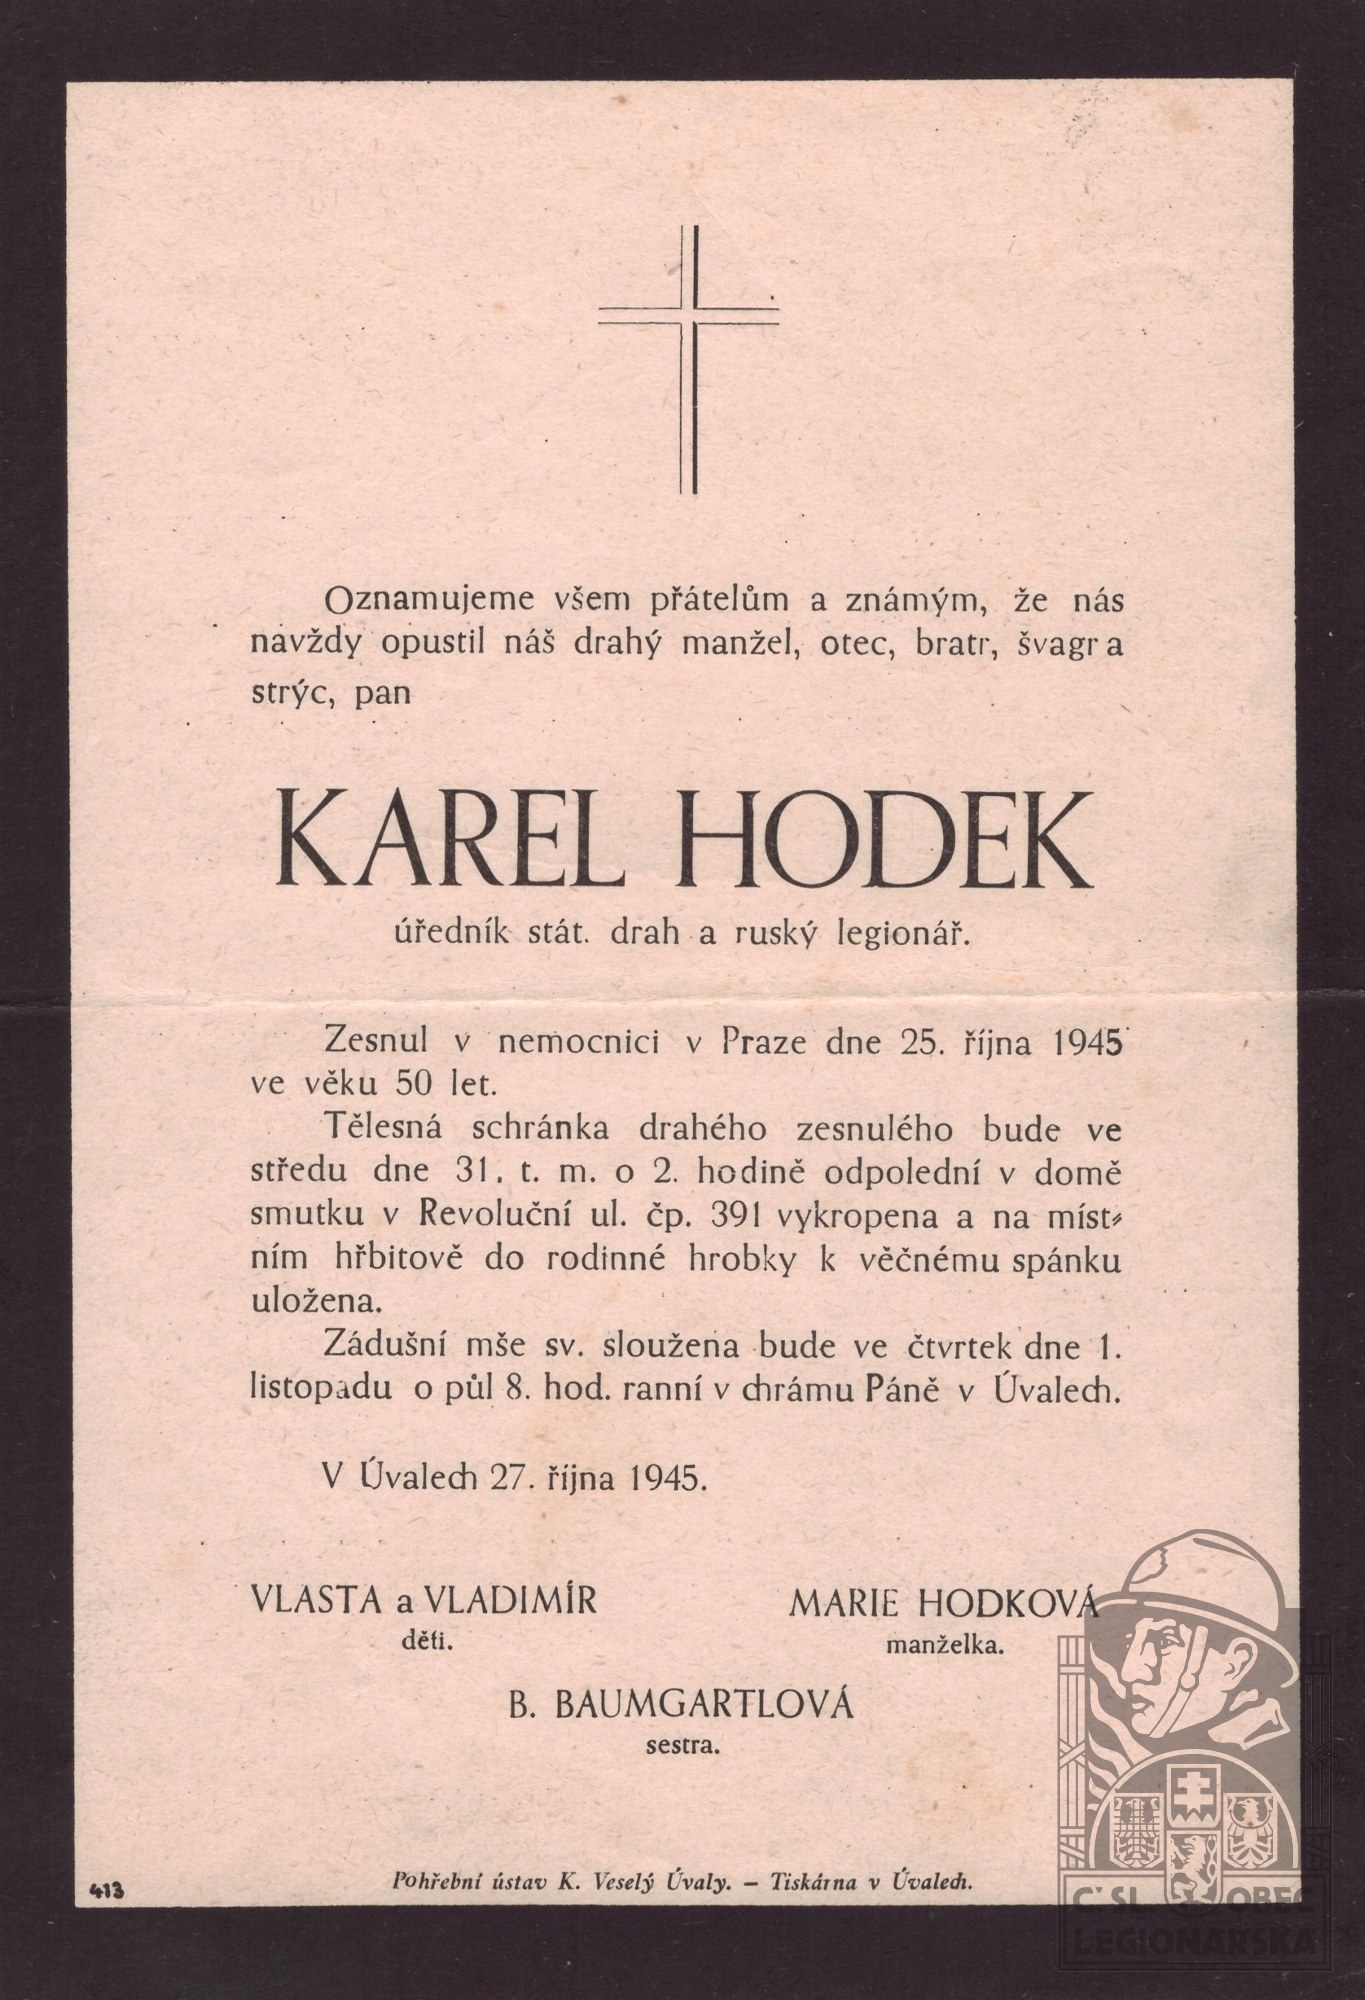 Oznamujeme všem přátelům a známým, že nás
navždy opustil náš drahý manžel, otec, bratr, švagr a
strýc, pan
KAREL HODEK
úředník stát. drah a ruský legionář.
Zesnul v nemocnici v Praze dne 25. října 1945
ve věku 50 let.
Tělesná schránka drahého zesnulého bude ve
středu dne 31. t. m. o 2. hodině odpolední v domě
smutku v Revoluční ul. čp. 391 vykropena a na míst-
ním hřbitově do rodinné hrobky k věčnému spánku
uložena.
Zádušní mše sv. sloužena bude ve čtvrtek dne 1.
listopadu o půl 8. hod. ranní v chrámu Páně v Úvalech.
V Úvalech 27. října 1945.
VLASTA a VLADIMÍR
děti.
MARIE HODKOVÁ
manželka.
B. BAUMGARTLOVÁ
sestra.
413
Pohřební ústav K. Veselý Úvaly. — Tiskárna v Úvalech.
Č. SL. OBEC
LEGIONÁŘSKÁ